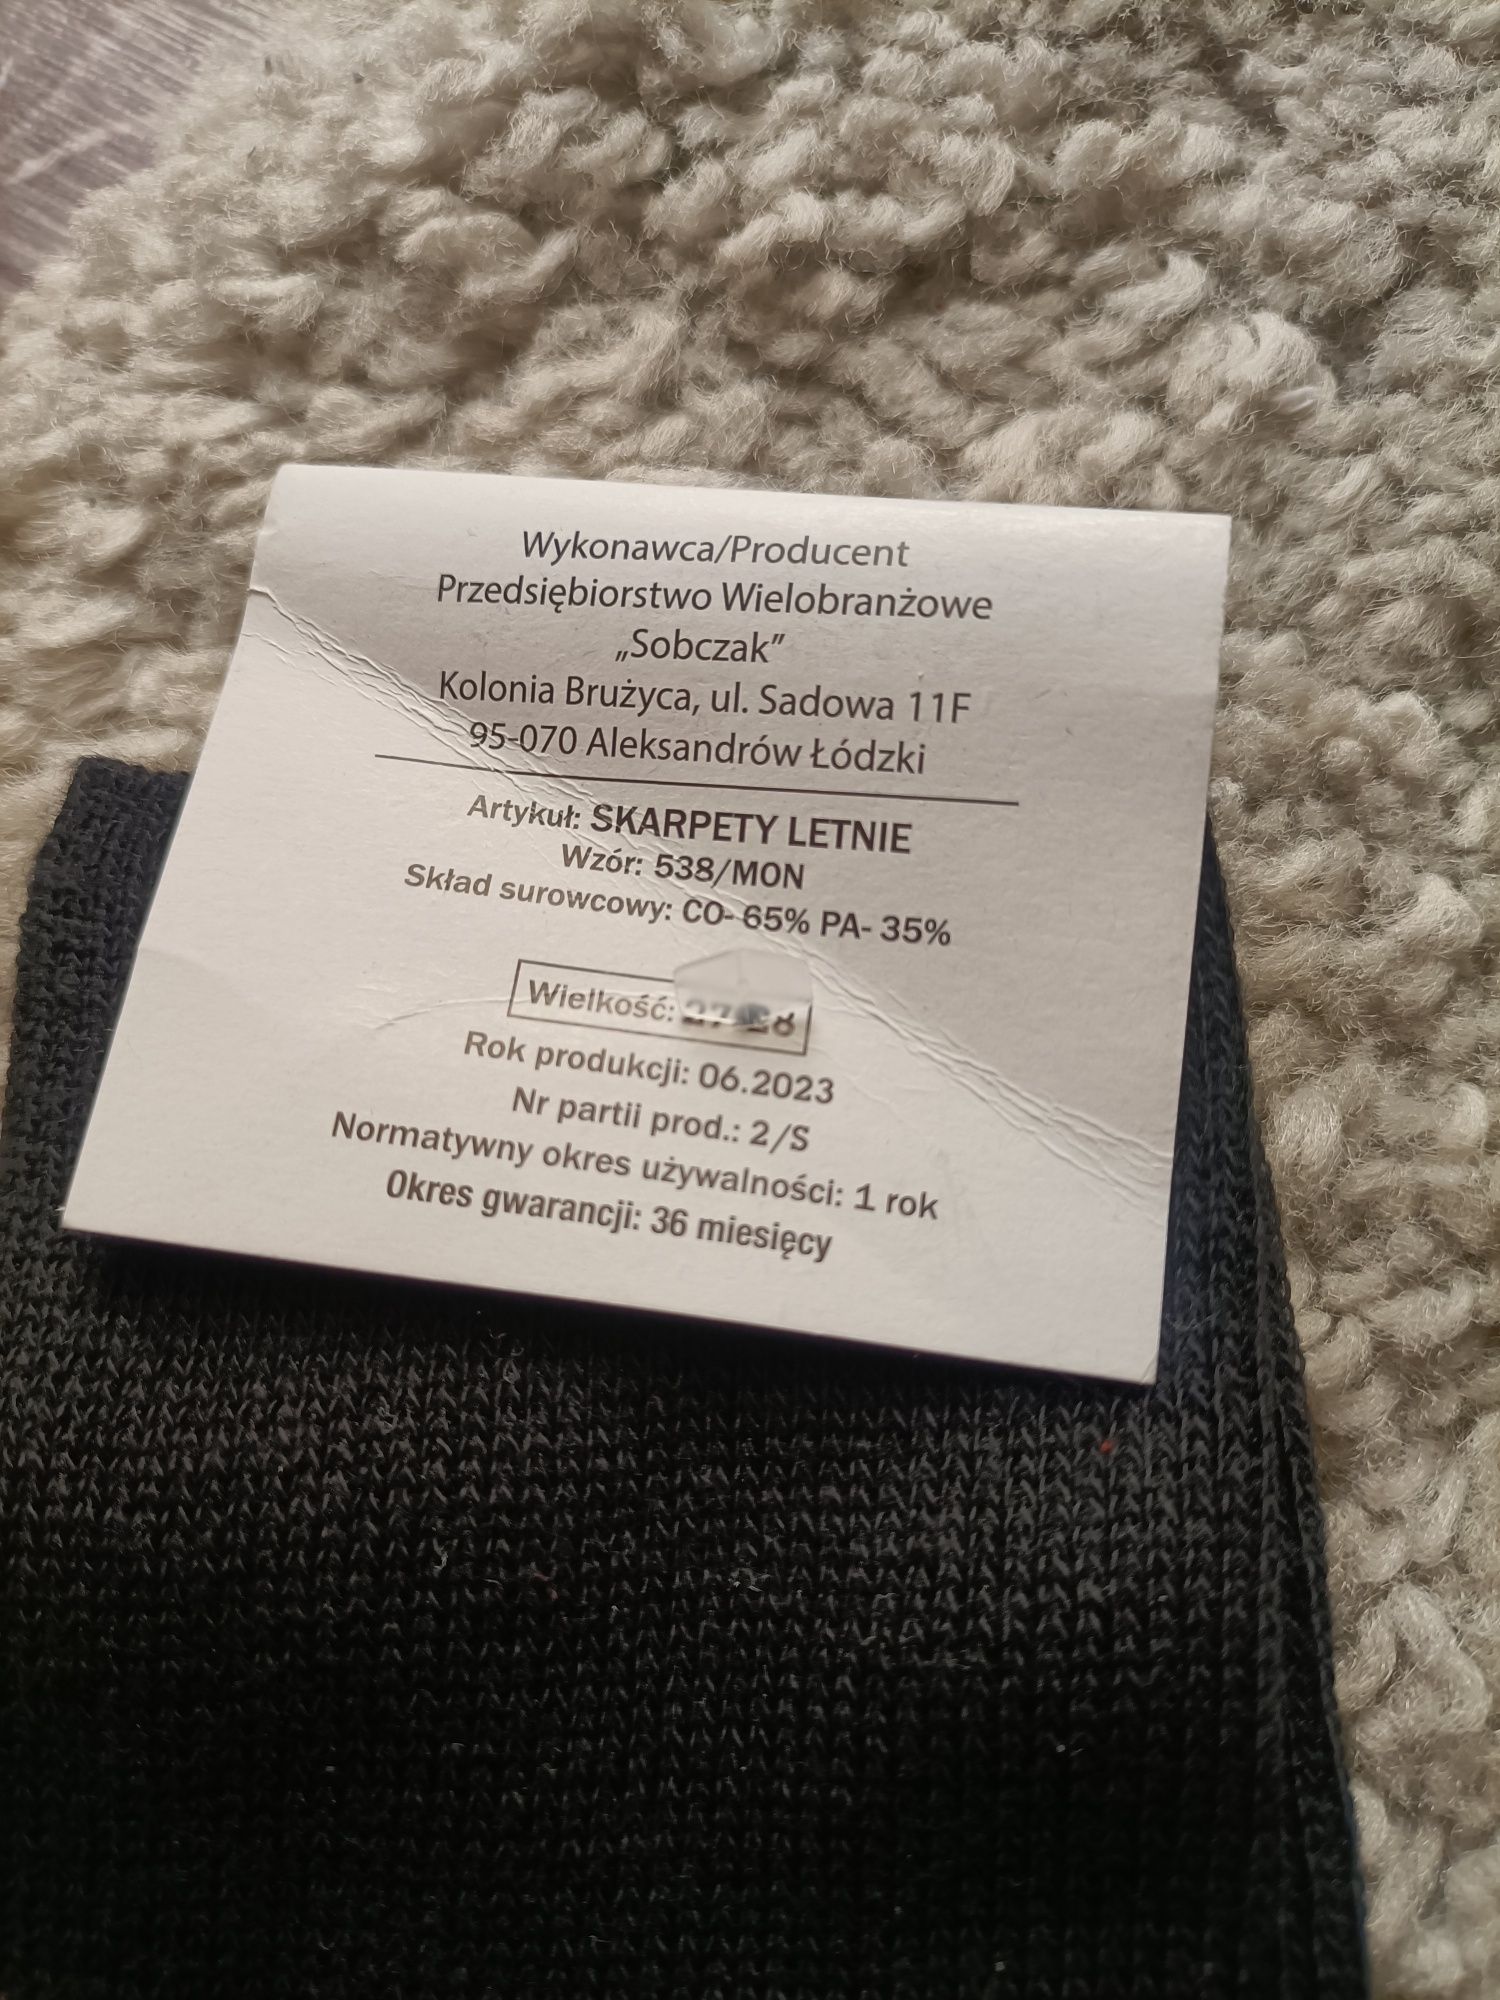 Wykonawca/Producent
Przedsiębiorstwo Wielobranżowe
„Sobczak”
Kolonia Brużyca, ul. Sadowa 11F
95-070 Aleksandrów Łódzki
Artykuł: SKARPETY LETNIE
Wzór: 538/MON
Skład surowcowy: CO- 65% PA- 35%
Wielkość:
Rok produkcji: 06.2023
Nr partii prod.: 2/S
Normatywny okres używalności: 1 rok
Okres gwarancji: 36 miesięcy